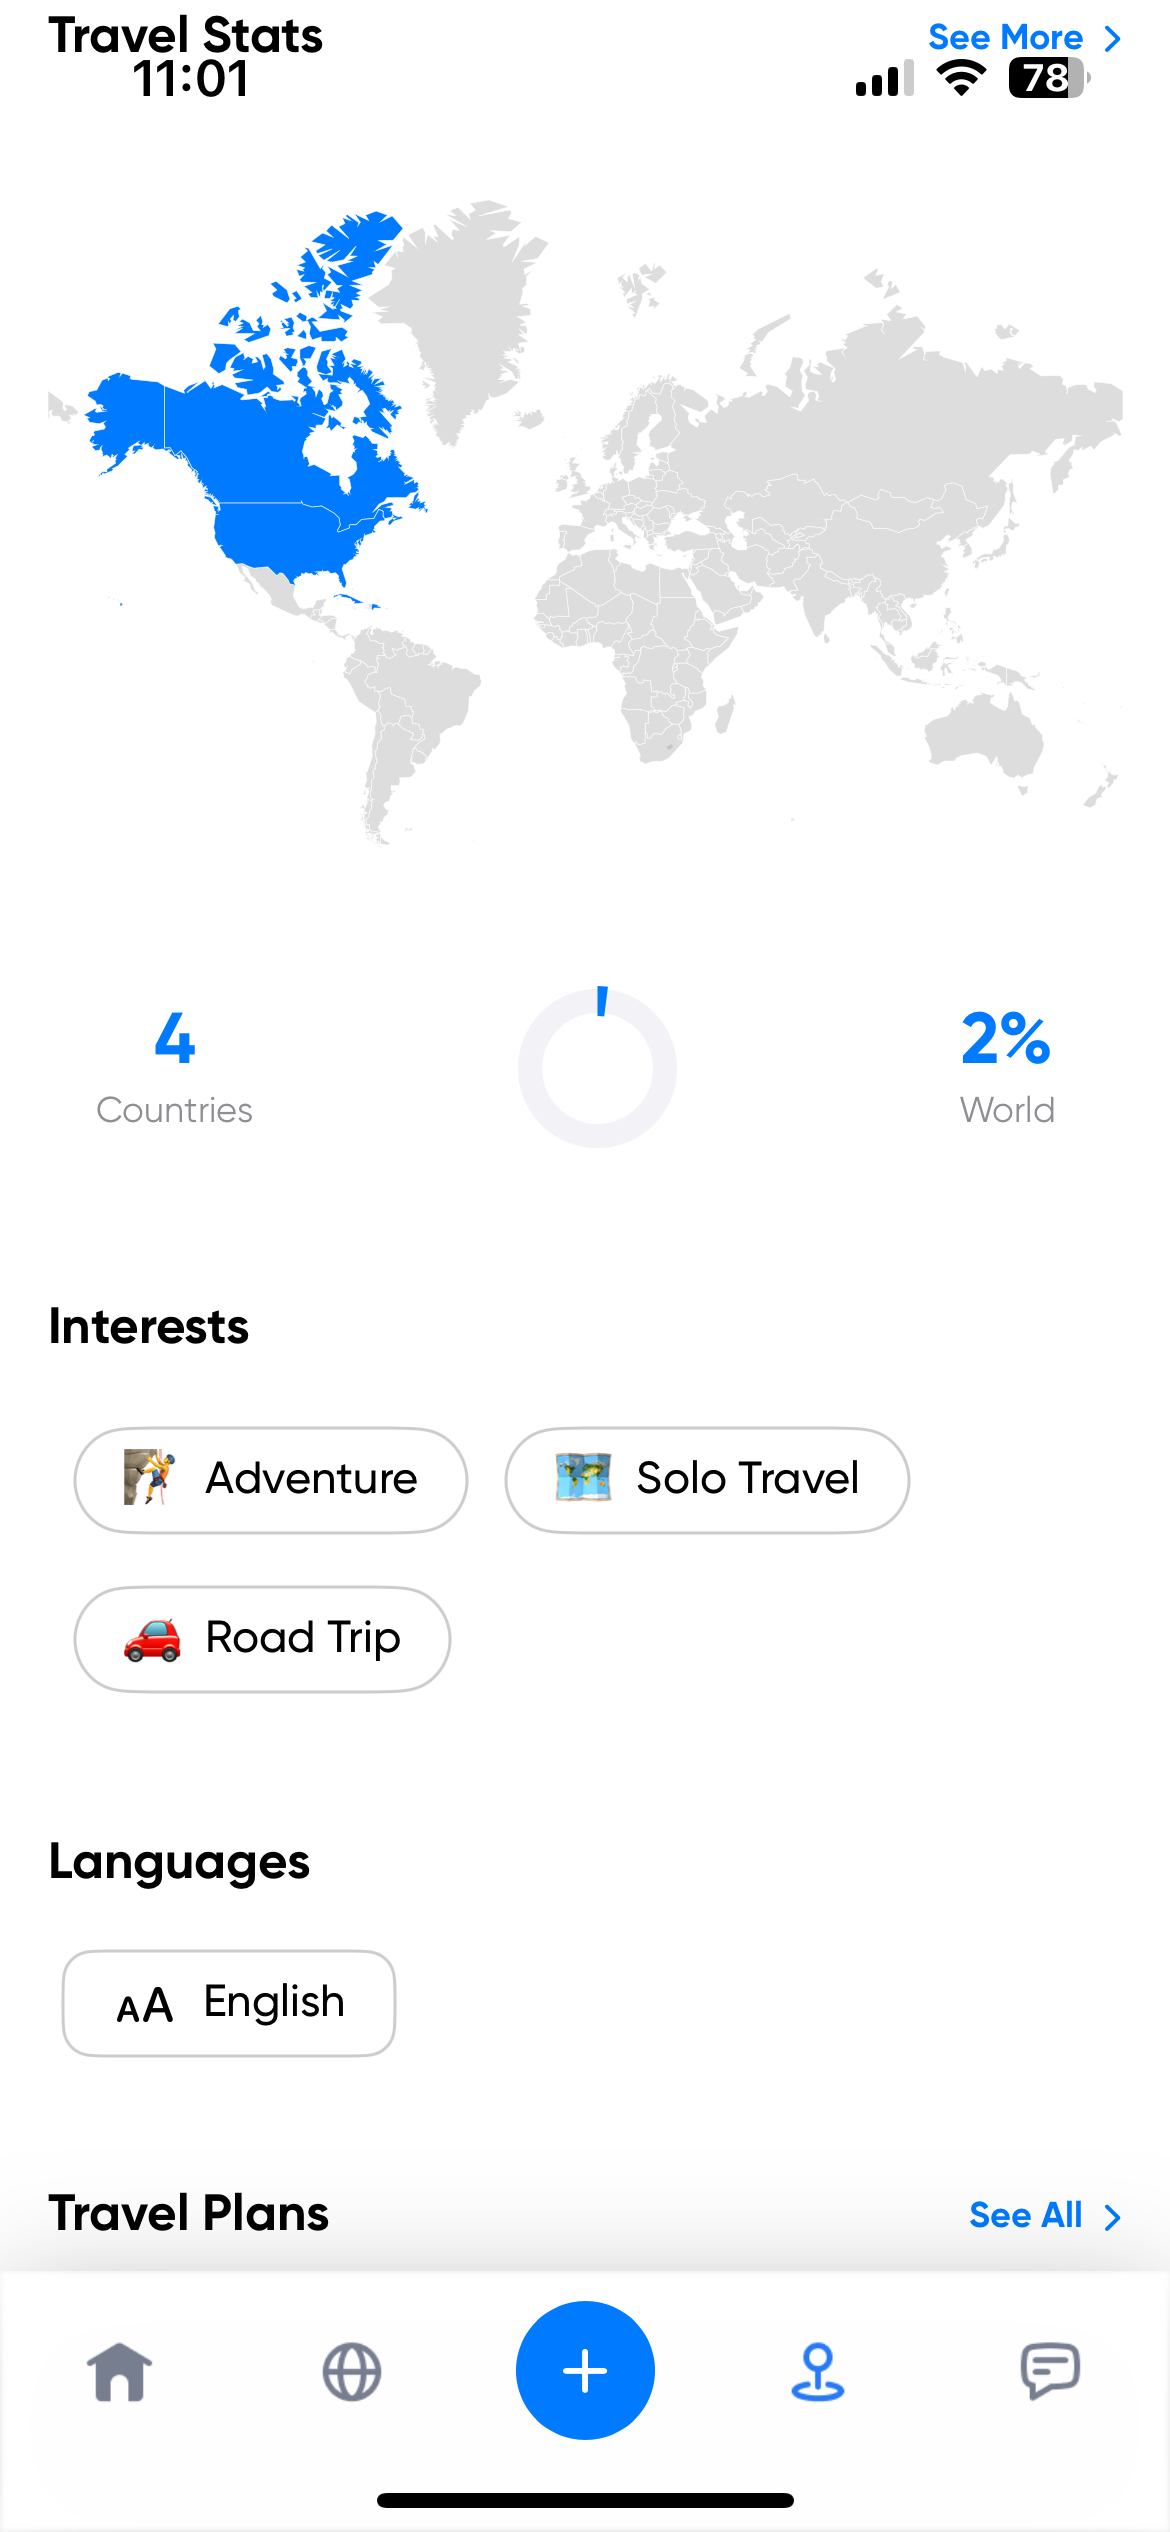 Travel Stats
See More
11:01
78
4
2%
Countries
World
Interests
Adventure
Solo Travel
Road Trip
Languages
AA English
Travel Plans
See All